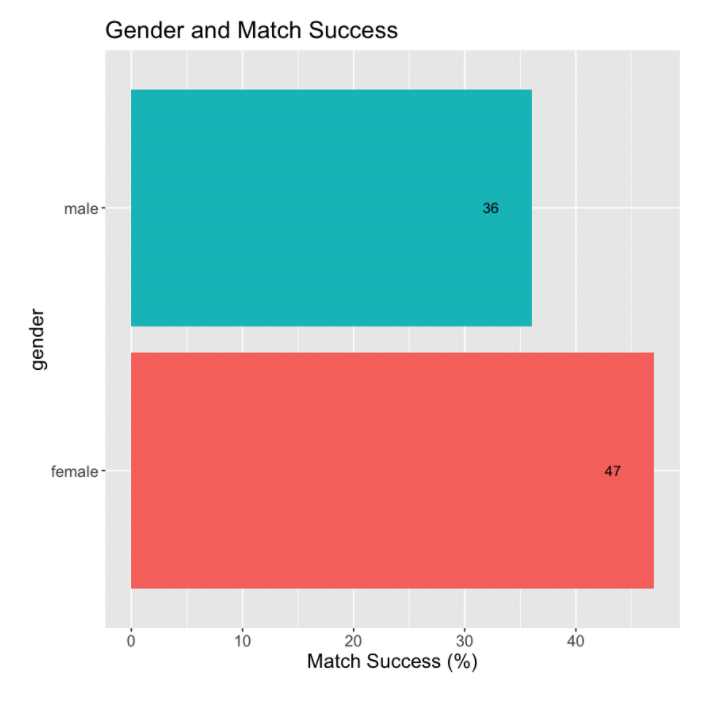 Gender and Match Success
male
36
gender
female
47
0 10 20 30 40
Match Success (%)